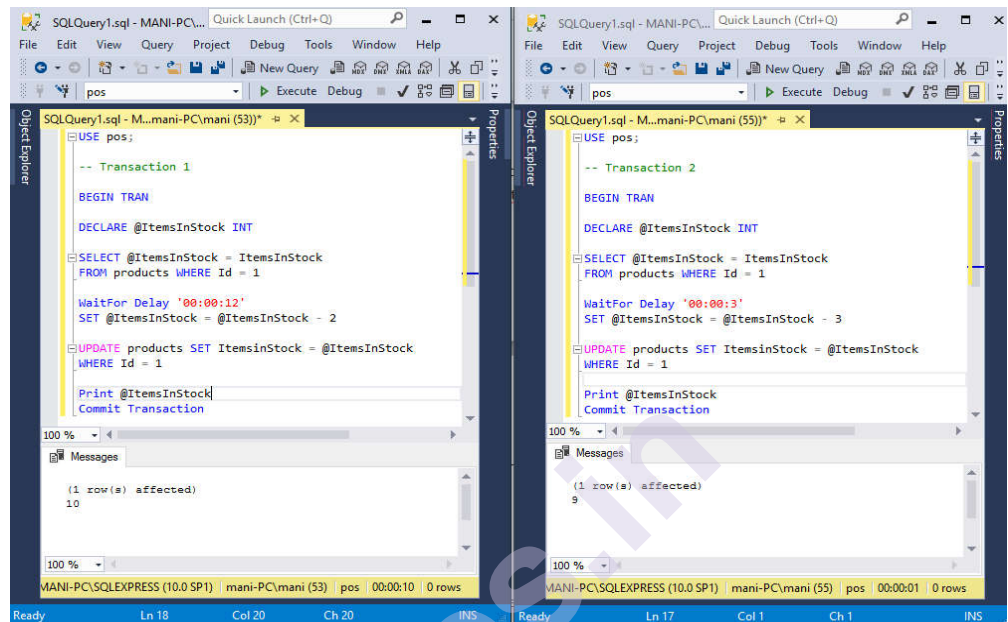 SQLQuery1.sql - MANI-PC\... Quick Launch (Ctrl+Q)
File Edit View Query Project Debug Tools Window Help
New Query MDX DMX XMLA DAX
pos Execute Debug
Object Explorer
SQLQuery1.sql - M...mani-PC\mani (53))*
Properties
USE pos;
-- Transaction 1
BEGIN TRAN
DECLARE @ItemsInStock INT
SELECT @ItemsInStock = ItemsInStock
FROM products WHERE Id = 1
WaitFor Delay '00:00:12'
SET @ItemsInStock = @ItemsInStock - 2
UPDATE products SET ItemsinStock = @ItemsInStock
WHERE Id = 1
Print @ItemsInStock
Commit Transaction
100 %
Messages
(1 row(s) affected)
10
100 %
MANI-PC\SQLEXPRESS (10.0 SP1) mani-PC\mani (53) pos 00:00:10 0 rows
Ready Ln 18 Col 20 Ch 20 INS
SQLQuery1.sql - MANI-PC\... Quick Launch (Ctrl+Q)
File Edit View Query Project Debug Tools Window Help
New Query MDX DMX XMLA DAX
pos Execute Debug
Object Explorer
SQLQuery1.sql - M...mani-PC\mani (55))*
Properties
USE pos;
-- Transaction 2
BEGIN TRAN
DECLARE @ItemsInStock INT
SELECT @ItemsInStock = ItemsInStock
FROM products WHERE Id = 1
WaitFor Delay '00:00:3'
SET @ItemsInStock = @ItemsInStock - 3
UPDATE products SET ItemsinStock = @ItemsInStock
WHERE Id = 1
Print @ItemsInStock
Commit Transaction
100 %
Messages
(1 row(s) affected)
9
100 %
MANI-PC\SQLEXPRESS (10.0 SP1) mani-PC\mani (55) pos 00:00:01 0 rows
Ready Ln 17 Col 1 Ch 1 INS